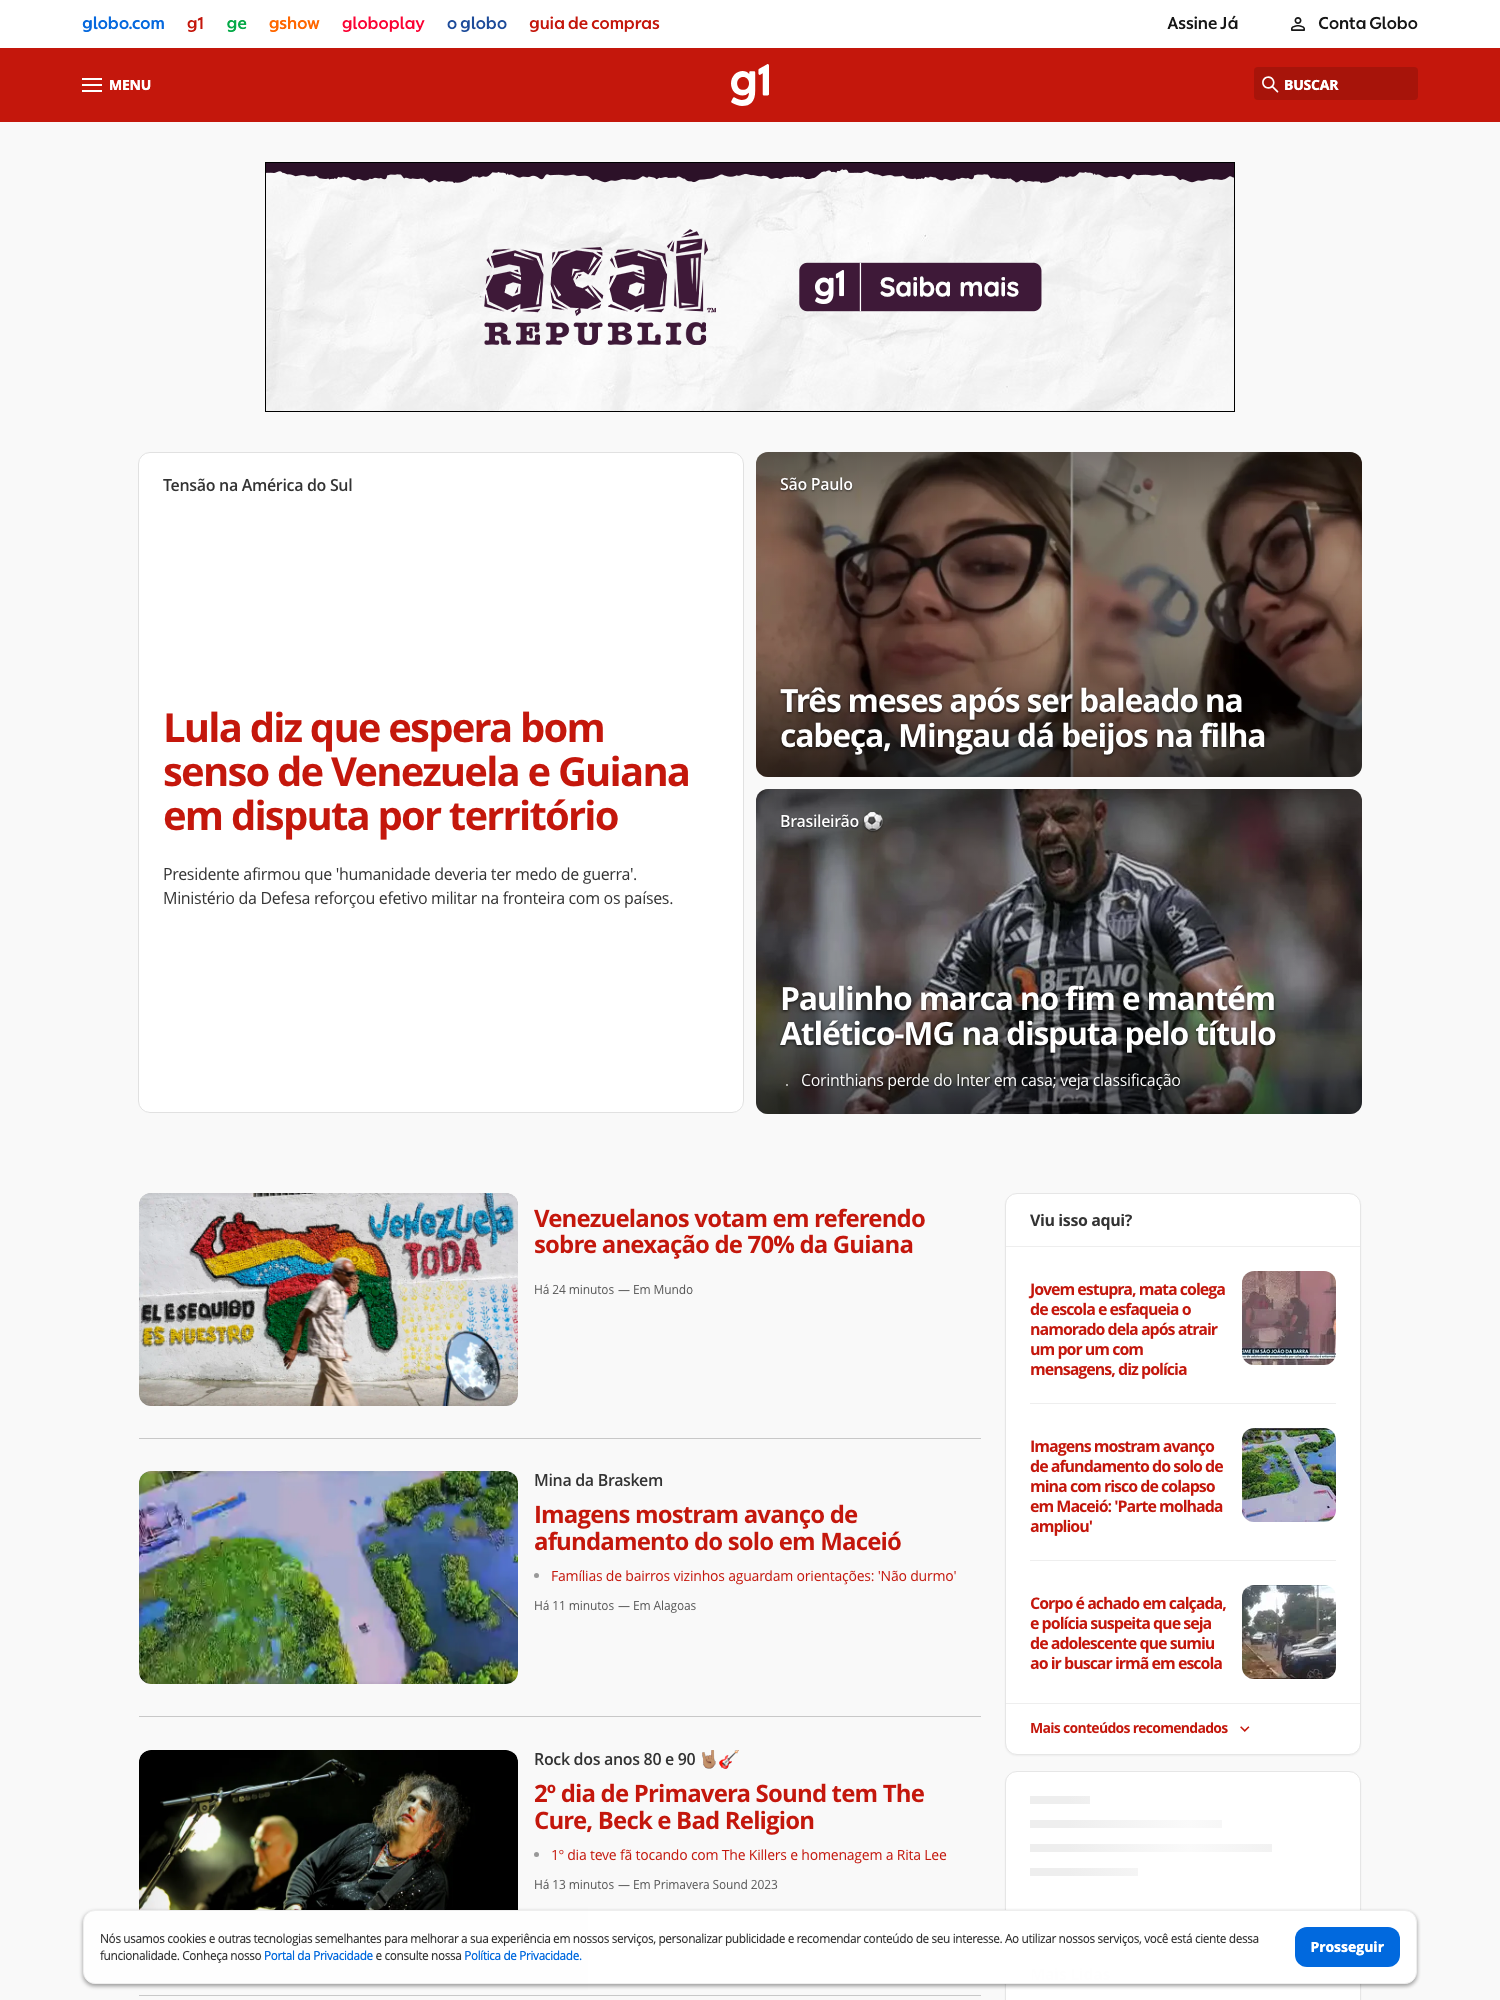 globo.com g1 ge gshow globoplay o globo guia de compras Assine Já Conta Globo
MENU g1 BUSCAR
açaí
REPUBLIC
TM
g1 Saiba mais
Tensão na América do Sul
Lula diz que espera bom
senso de Venezuela e Guiana
em disputa por território
Presidente afirmou que 'humanidade deveria ter medo de guerra'.
Ministério da Defesa reforçou efetivo militar na fronteira com os países.
São Paulo
Três meses após ser baleado na
cabeça, Mingau dá beijos na filha
Brasileirão ⚽
BETANO
MRV
Paulinho marca no fim e mantém
Atlético-MG na disputa pelo título
. Corinthians perde do Inter em casa; veja classificação
Venezuela
TODA
EL ESEQUIBO
ES NUESTRO
Venezuelanos votam em referendo
sobre anexação de 70% da Guiana
Há 24 minutos — Em Mundo
Mina da Braskem
Imagens mostram avanço de
afundamento do solo em Maceió
• Famílias de bairros vizinhos aguardam orientações: 'Não durmo'
Há 11 minutos — Em Alagoas
Rock dos anos 80 e 90 🤘🏽🎸
2º dia de Primavera Sound tem The
Cure, Beck e Bad Religion
• 1º dia teve fã tocando com The Killers e homenagem a Rita Lee
Há 13 minutos — Em Primavera Sound 2023
Viu isso aqui?
Jovem estupra, mata colega
de escola e esfaqueia o
namorado dela após atrair
um por um com
mensagens, diz polícia
EM SÃO JOÃO DA BARRA
Imagens mostram avanço
de afundamento do solo de
mina com risco de colapso
em Maceió: 'Parte molhada
ampliou'
Corpo é achado em calçada,
e polícia suspeita que seja
de adolescente que sumiu
ao ir buscar irmã em escola
Mais conteúdos recomendados
Nós usamos cookies e outras tecnologias semelhantes para melhorar a sua experiência em nossos serviços, personalizar publicidade e recomendar conteúdo de seu interesse. Ao utilizar nossos serviços, você está ciente dessa
funcionalidade. Conheça nosso Portal da Privacidade e consulte nossa Política de Privacidade.
Prosseguir